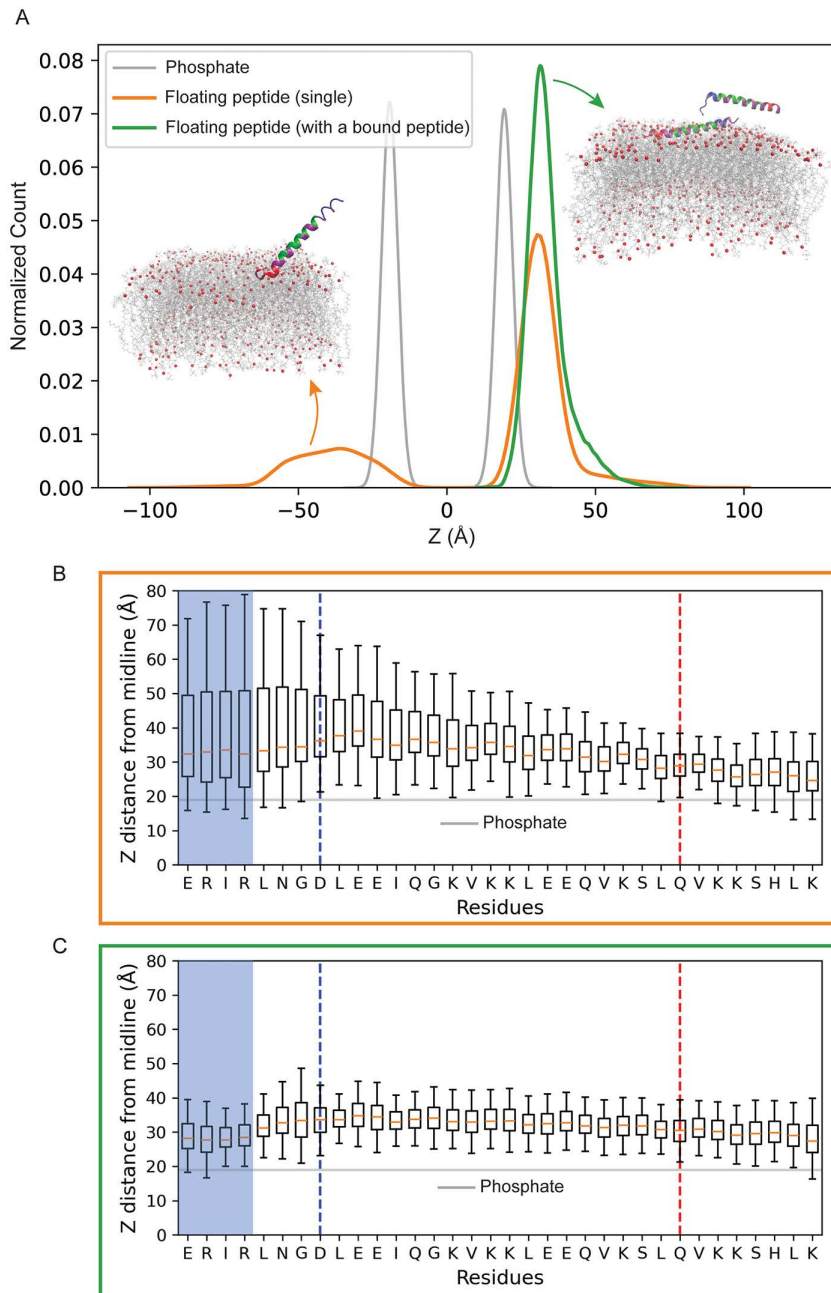 A
0.08
0.07
0.06
0.05
0.04
0.03
0.02
0.01
0.00
Normalized Count
Phosphate
Floating peptide (single)
Floating peptide (with a bound peptide)
−100 −50 0 50 100
Z (Å)
B
80
70
60
50
40
30
20
10
0
Z distance from midline (Å)
Phosphate
E R I R L N G D L E E I Q G K V K K L E E Q V K S L Q V K K S H L K
Residues
C
80
70
60
50
40
30
20
10
0
Z distance from midline (Å)
Phosphate
E R I R L N G D L E E I Q G K V K K L E E Q V K S L Q V K K S H L K
Residues